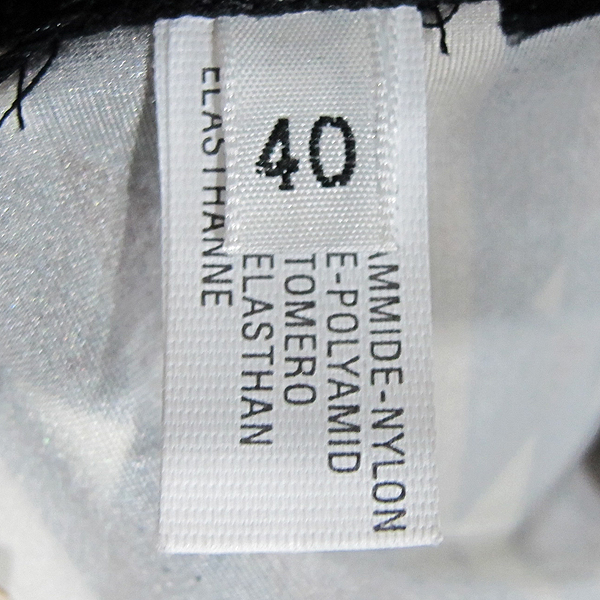 40
AMMIDE-NYLON
E-POLYAMID
TOMERO
ELASTHAN
ELASTHANNE